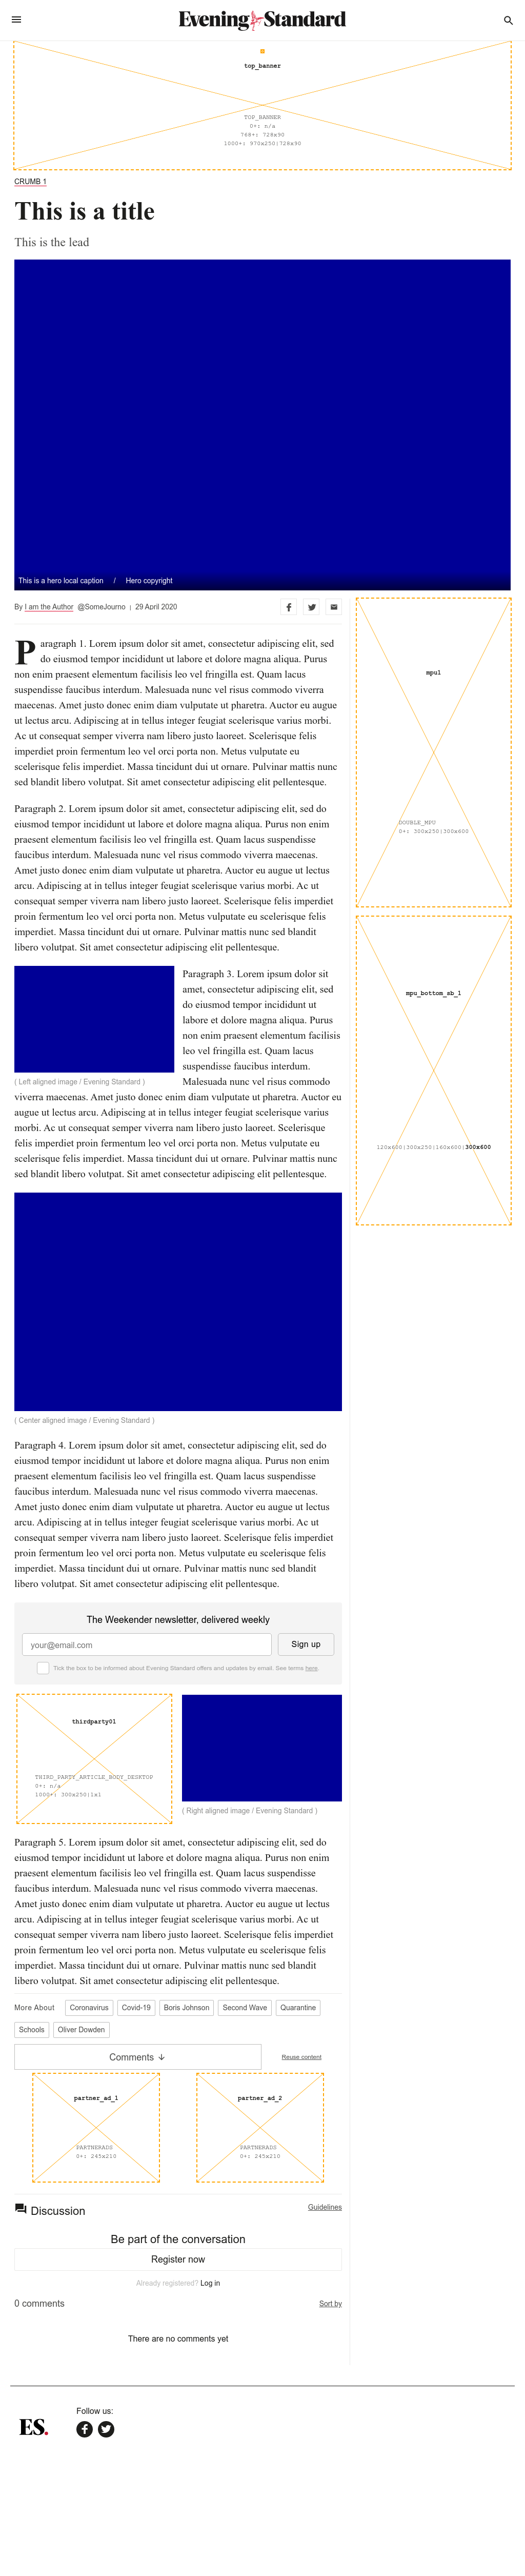 Evening Standard
top_banner
TOP_BANNER
0+: n/a
768+: 728x90
1000+: 970x250|728x90
CRUMB 1
This is a title
This is the lead
This is a hero local caption / Hero copyright
By I am the Author @SomeJourno | 29 April 2020
Paragraph 1. Lorem ipsum dolor sit amet, consectetur adipiscing elit, sed
do eiusmod tempor incididunt ut labore et dolore magna aliqua. Purus
non enim praesent elementum facilisis leo vel fringilla est. Quam lacus
suspendisse faucibus interdum. Malesuada nunc vel risus commodo viverra
maecenas. Amet justo donec enim diam vulputate ut pharetra. Auctor eu augue
ut lectus arcu. Adipiscing at in tellus integer feugiat scelerisque varius morbi.
Ac ut consequat semper viverra nam libero justo laoreet. Scelerisque felis
imperdiet proin fermentum leo vel orci porta non. Metus vulputate eu
scelerisque felis imperdiet. Massa tincidunt dui ut ornare. Pulvinar mattis nunc
sed blandit libero volutpat. Sit amet consectetur adipiscing elit pellentesque.
Paragraph 2. Lorem ipsum dolor sit amet, consectetur adipiscing elit, sed do
eiusmod tempor incididunt ut labore et dolore magna aliqua. Purus non enim
praesent elementum facilisis leo vel fringilla est. Quam lacus suspendisse
faucibus interdum. Malesuada nunc vel risus commodo viverra maecenas.
Amet justo donec enim diam vulputate ut pharetra. Auctor eu augue ut lectus
arcu. Adipiscing at in tellus integer feugiat scelerisque varius morbi. Ac ut
consequat semper viverra nam libero justo laoreet. Scelerisque felis imperdiet
proin fermentum leo vel orci porta non. Metus vulputate eu scelerisque felis
imperdiet. Massa tincidunt dui ut ornare. Pulvinar mattis nunc sed blandit
libero volutpat. Sit amet consectetur adipiscing elit pellentesque.
( Left aligned image / Evening Standard )
Paragraph 3. Lorem ipsum dolor sit
amet, consectetur adipiscing elit, sed
do eiusmod tempor incididunt ut
labore et dolore magna aliqua. Purus
non enim praesent elementum facilisis
leo vel fringilla est. Quam lacus
suspendisse faucibus interdum.
Malesuada nunc vel risus commodo
viverra maecenas. Amet justo donec enim diam vulputate ut pharetra. Auctor eu
augue ut lectus arcu. Adipiscing at in tellus integer feugiat scelerisque varius
morbi. Ac ut consequat semper viverra nam libero justo laoreet. Scelerisque
felis imperdiet proin fermentum leo vel orci porta non. Metus vulputate eu
scelerisque felis imperdiet. Massa tincidunt dui ut ornare. Pulvinar mattis nunc
sed blandit libero volutpat. Sit amet consectetur adipiscing elit pellentesque.
( Center aligned image / Evening Standard )
Paragraph 4. Lorem ipsum dolor sit amet, consectetur adipiscing elit, sed do
eiusmod tempor incididunt ut labore et dolore magna aliqua. Purus non enim
praesent elementum facilisis leo vel fringilla est. Quam lacus suspendisse
faucibus interdum. Malesuada nunc vel risus commodo viverra maecenas.
Amet justo donec enim diam vulputate ut pharetra. Auctor eu augue ut lectus
arcu. Adipiscing at in tellus integer feugiat scelerisque varius morbi. Ac ut
consequat semper viverra nam libero justo laoreet. Scelerisque felis imperdiet
proin fermentum leo vel orci porta non. Metus vulputate eu scelerisque felis
imperdiet. Massa tincidunt dui ut ornare. Pulvinar mattis nunc sed blandit
libero volutpat. Sit amet consectetur adipiscing elit pellentesque.
The Weekender newsletter, delivered weekly
your@email.com
Sign up
Tick the box to be informed about Evening Standard offers and updates by email. See terms here.
thirdparty01
THIRD_PARTY_ARTICLE_BODY_DESKTOP
0+: n/a
1000+: 300x250|1x1
( Right aligned image / Evening Standard )
Paragraph 5. Lorem ipsum dolor sit amet, consectetur adipiscing elit, sed do
eiusmod tempor incididunt ut labore et dolore magna aliqua. Purus non enim
praesent elementum facilisis leo vel fringilla est. Quam lacus suspendisse
faucibus interdum. Malesuada nunc vel risus commodo viverra maecenas.
Amet justo donec enim diam vulputate ut pharetra. Auctor eu augue ut lectus
arcu. Adipiscing at in tellus integer feugiat scelerisque varius morbi. Ac ut
consequat semper viverra nam libero justo laoreet. Scelerisque felis imperdiet
proin fermentum leo vel orci porta non. Metus vulputate eu scelerisque felis
imperdiet. Massa tincidunt dui ut ornare. Pulvinar mattis nunc sed blandit
libero volutpat. Sit amet consectetur adipiscing elit pellentesque.
More About Coronavirus Covid-19 Boris Johnson Second Wave Quarantine
Schools Oliver Dowden
Comments
Reuse content
partner_ad_1
PARTNERADS
0+: 245x210
partner_ad_2
PARTNERADS
0+: 245x210
Discussion
Guidelines
Be part of the conversation
Register now
Already registered? Log in
0 comments
Sort by
There are no comments yet
mpu1
DOUBLE_MPU
0+: 300x250|300x600
mpu_bottom_sb_1
120x600|300x250|160x600|300x600
ES.
Follow us: